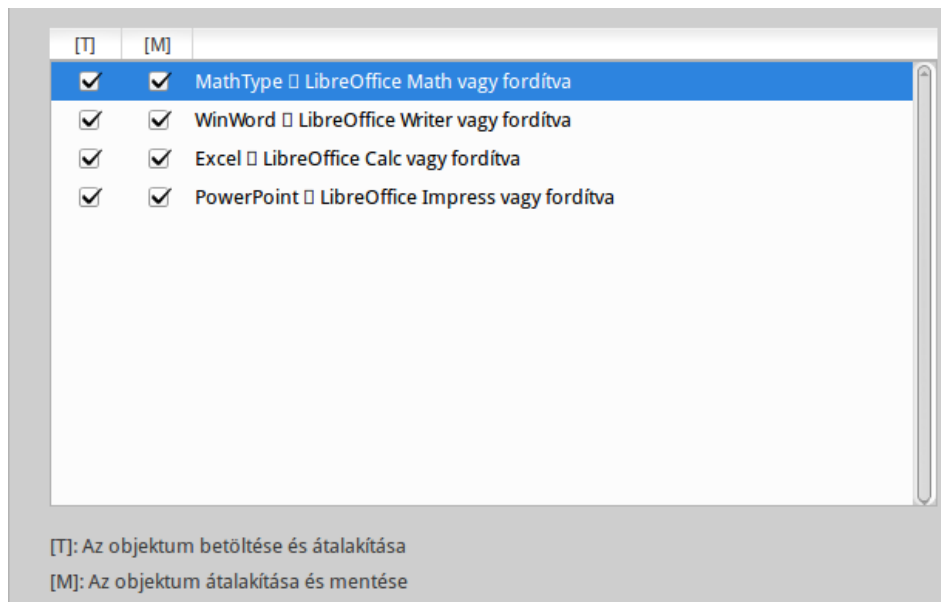 [T] [M]
MathType ▯ LibreOffice Math vagy fordítva
WinWord ▯ LibreOffice Writer vagy fordítva
Excel ▯ LibreOffice Calc vagy fordítva
PowerPoint ▯ LibreOffice Impress vagy fordítva
[T]: Az objektum betöltése és átalakítása
[M]: Az objektum átalakítása és mentése